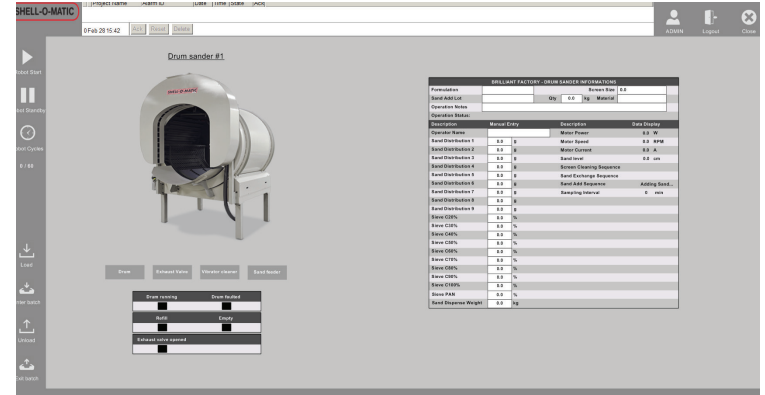 SHELL-O-MATIC
Project Name Alarm ID Date Time State Ack
0 Feb 28 15:42 Ack Reset Delete
ADMIN Logout Close
Robot Start
Robot Standby
Robot Cycles
0 / 60
Load
Enter batch
Unload
Exit batch
Drum sander #1
SHELL-O-MATIC
Drum Exhaust Valve Vibrator cleaner Sand feeder
Drum running Drum faulted
Refill Empty
Exhaust valve opened
BRILLIANT FACTORY - DRUM SANDER INFORMATIONS
Formulation Screen Size 0.0
Sand Add Lot Qty 0.0 kg Material
Operation Notes
Operation Status:
Description Manual Entry Description Data Display
Operator Name Motor Power 0.0 W
Sand Distribution 1 0.0 g Motor Speed 0.0 RPM
Sand Distribution 2 0.0 g Motor Current 0.0 A
Sand Distribution 3 0.0 g Sand level 0.0 cm
Sand Distribution 4 0.0 g Screen Cleaning Sequence
Sand Distribution 5 0.0 g Sand Exchange Sequence
Sand Distribution 6 0.0 g Sand Add Sequence Adding Sand...
Sand Distribution 7 0.0 g Sampling Interval 0 min
Sand Distribution 8 0.0 g
Sand Distribution 9 0.0 g
Sieve C20% 0.0 %
Sieve C30% 0.0 %
Sieve C40% 0.0 %
Sieve C50% 0.0 %
Sieve C60% 0.0 %
Sieve C70% 0.0 %
Sieve C80% 0.0 %
Sieve C90% 0.0 %
Sieve C100% 0.0 %
Sieve PAN 0.0 %
Sand Dispense Weight 0.0 kg